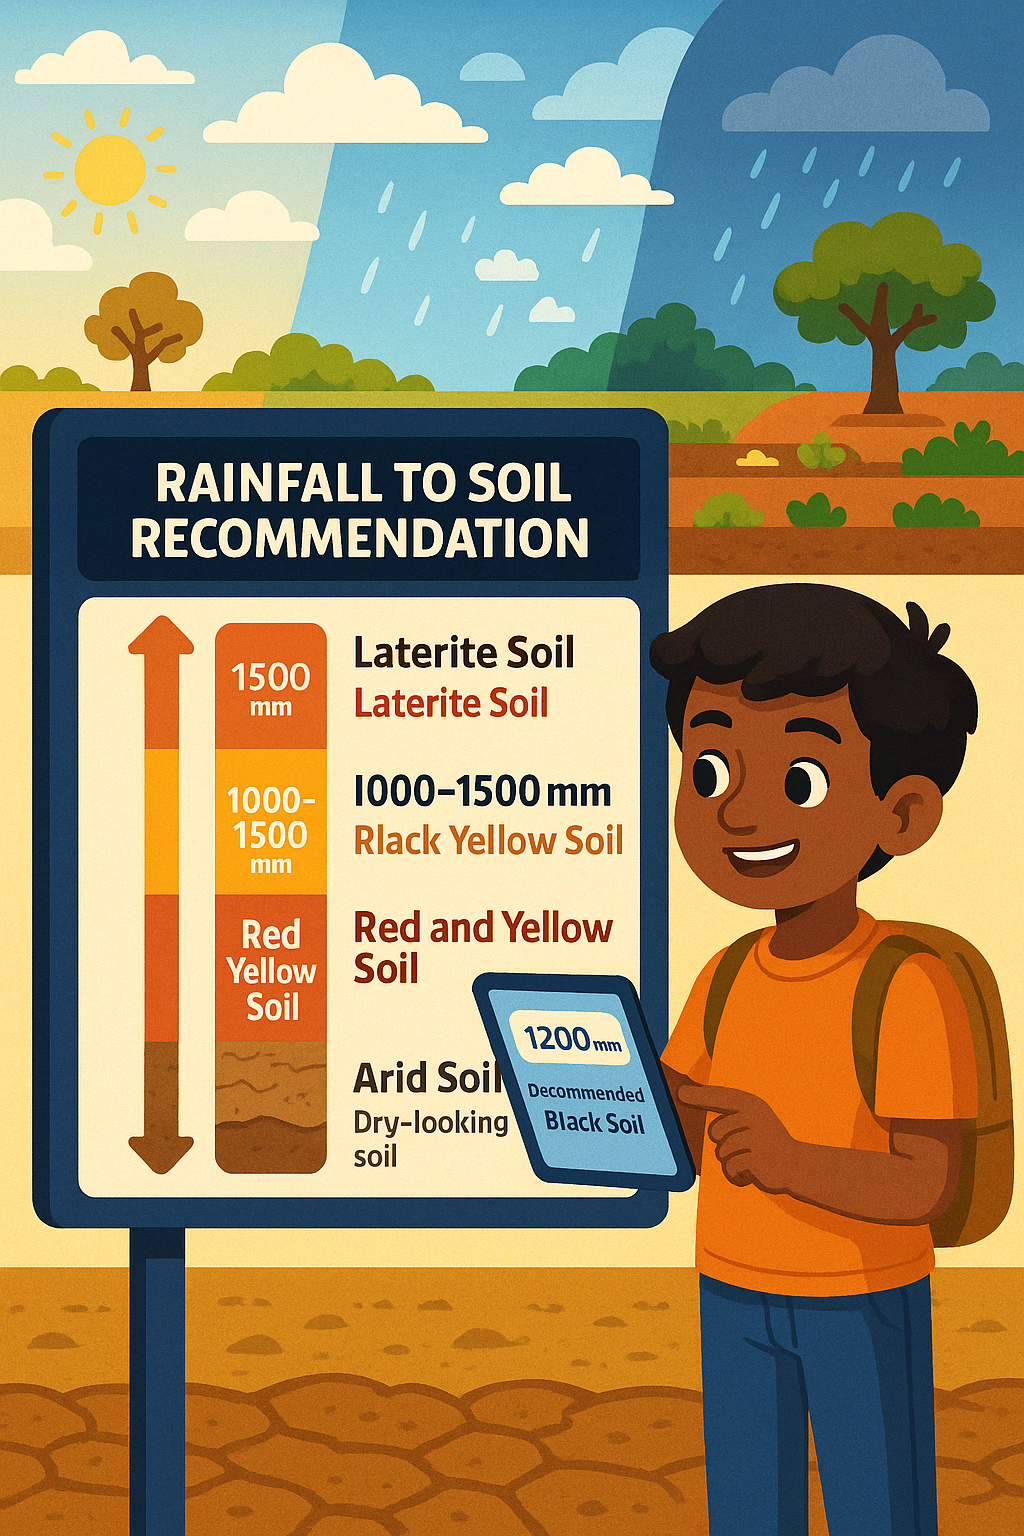 RAINFALL TO SOIL
RECOMMENDATION
1500
mm
Laterite Soil
Laterite Soil
1000–
1500
mm
1000–1500 mm
Rlack Yellow Soil
Red
Yellow
Soil
Red and Yellow
Soil
Arid Soil
Dry-looking
soil
1200 mm
Decommended
Black Soil